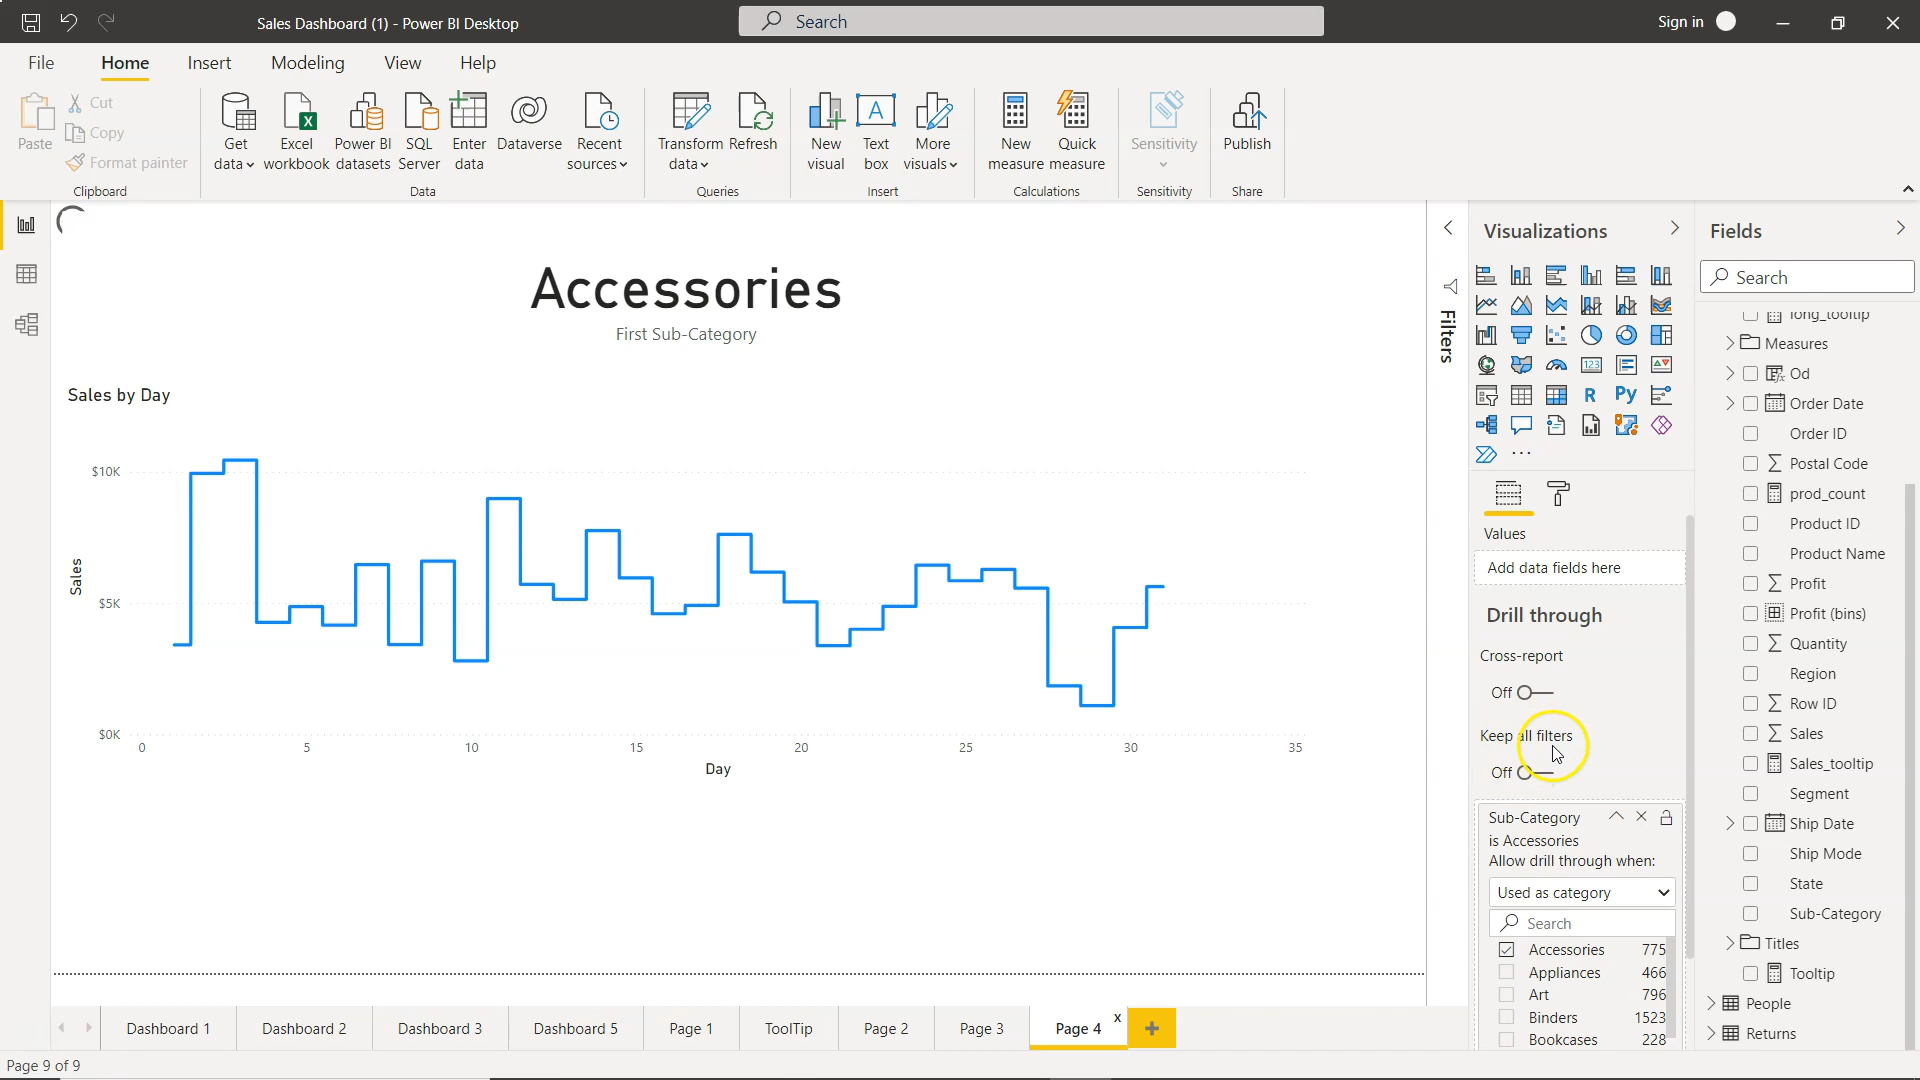 Sales Dashboard (1) - Power BI Desktop
Search
Sign in
File Home Insert Modeling View Help
Paste
Cut
Copy
Format painter
Clipboard
Get data
Excel workbook
Power BI datasets
SQL Server
Enter data
Dataverse
Recent sources
Data
Transform data
Refresh
Queries
New visual
Text box
More visuals
Insert
New measure
Quick measure
Calculations
Sensitivity
Sensitivity
Publish
Share
Accessories
First Sub-Category
Sales by Day
$10K
$5K
$0K
Sales
0 5 10 15 20 25 30 35
Day
Filters
Visualizations
R
Py
123
Values
Add data fields here
Drill through
Cross-report
Off
Keep all filters
Off
Sub-Category
is Accessories
Allow drill through when:
Used as category
Search
Accessories 775
Appliances 466
Art 796
Binders 1523
Bookcases 228
Fields
Search
long_tooltip
Measures
Od
Order Date
Order ID
Postal Code
prod_count
Product ID
Product Name
Profit
Profit (bins)
Quantity
Region
Row ID
Sales
Sales_tooltip
Segment
Ship Date
Ship Mode
State
Sub-Category
Titles
Tooltip
People
Returns
Dashboard 1 Dashboard 2 Dashboard 3 Dashboard 5 Page 1 ToolTip Page 2 Page 3 Page 4 x
Page 9 of 9